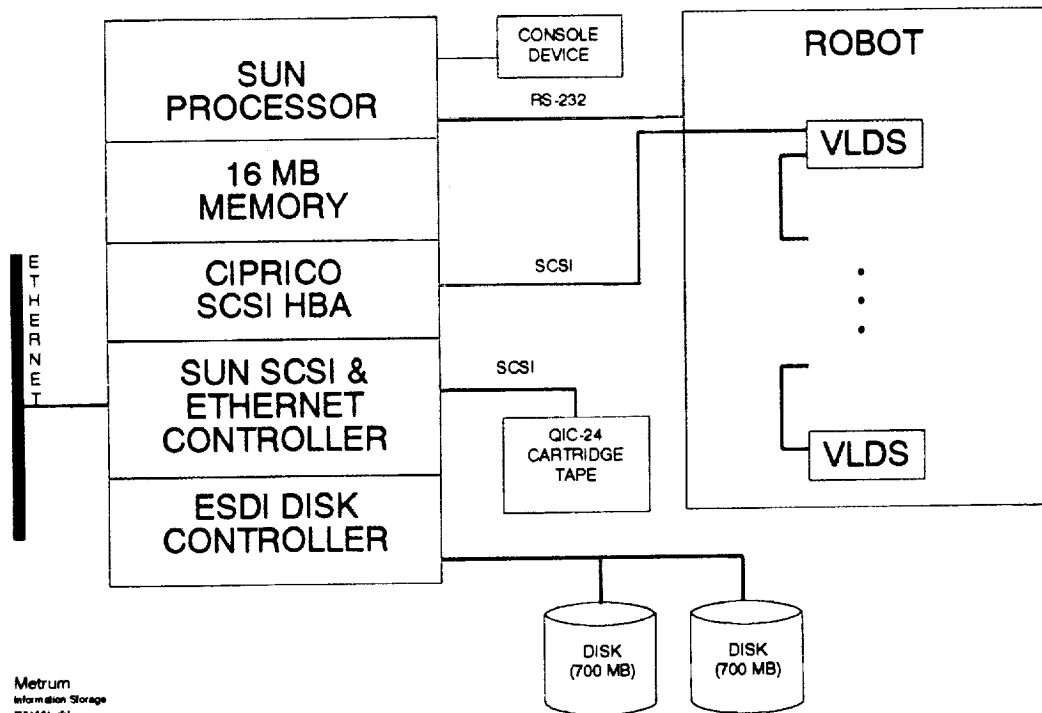 CONSOLE
DEVICE
ROBOT
SUN
PROCESSOR
RS-232
VLDS
16 MB
MEMORY
ETHERNET
CIPRICO
SCSI HBA
SCSI
SUN SCSI &
ETHERNET
CONTROLLER
SCSI
QIC-24
CARTRIDGE
TAPE
VLDS
ESDI DISK
CONTROLLER
DISK
(700 MB)
DISK
(700 MB)
Metrum
Information Storage